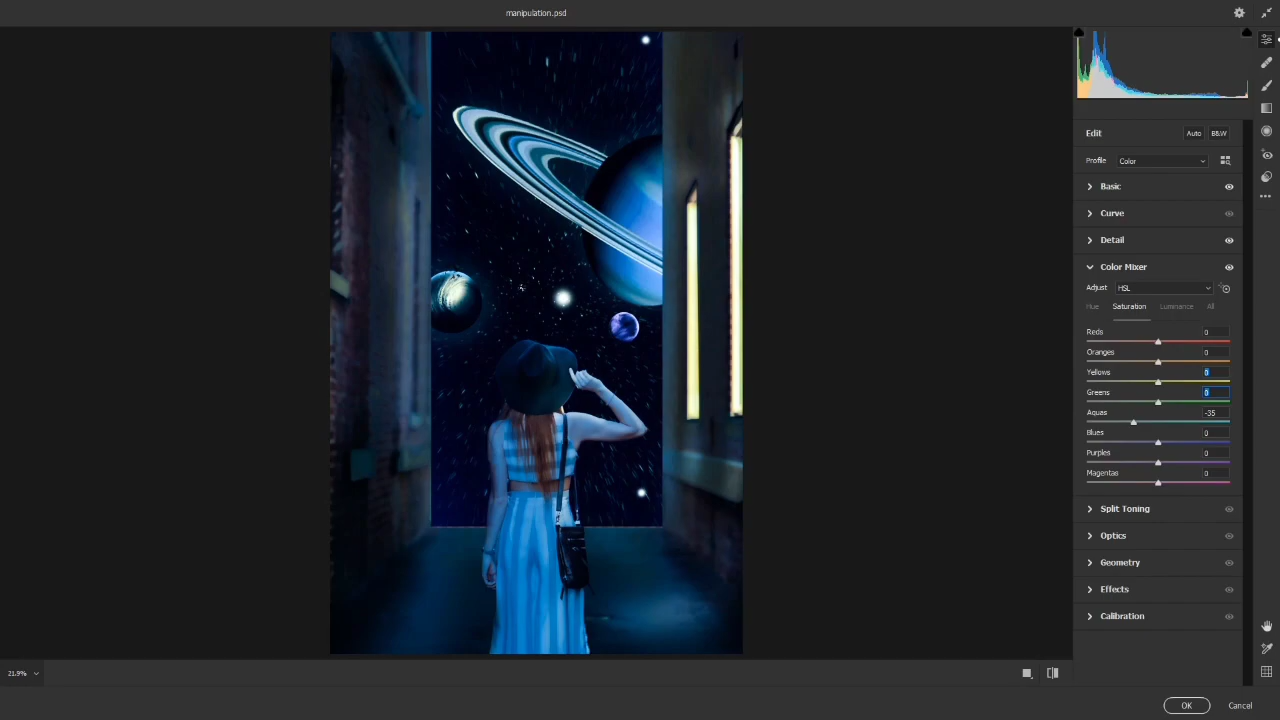 manipulation.psd
Edit Auto B&W
Profile Color
Basic
Curve
Detail
Color Mixer
Adjust HSL
Hue Saturation Luminance All
Reds 0
Oranges 0
Yellows 0
Greens 0
Aquas -35
Blues 0
Purples 0
Magentas 0
Split Toning
Optics
Geometry
Effects
Calibration
21.9%
OK Cancel